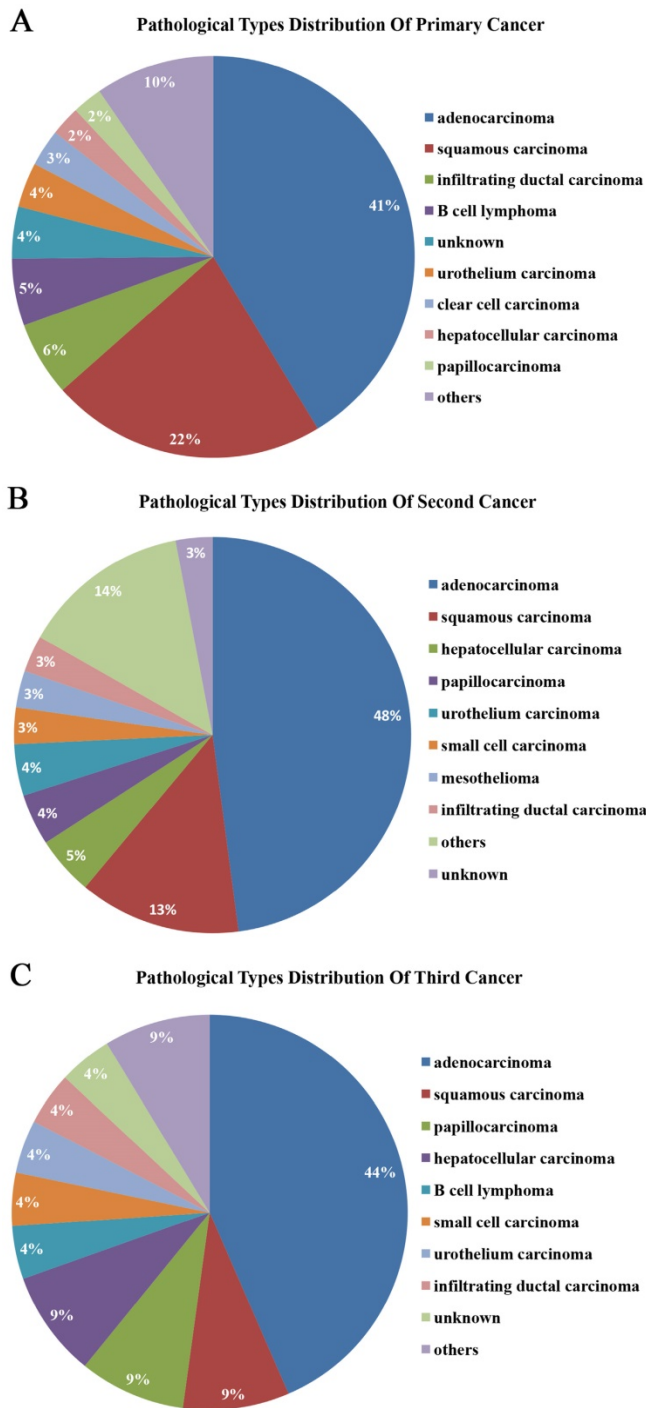 A
Pathological Types Distribution Of Primary Cancer
10%
2%
2%
3%
4%
4%
5%
6%
22%
41%
adenocarcinoma
squamous carcinoma
infiltrating ductal carcinoma
B cell lymphoma
unknown
urothelium carcinoma
clear cell carcinoma
hepatocellular carcinoma
papillocarcinoma
others
B
Pathological Types Distribution Of Second Cancer
3%
14%
3%
3%
3%
4%
4%
5%
13%
48%
adenocarcinoma
squamous carcinoma
hepatocellular carcinoma
papillocarcinoma
urothelium carcinoma
small cell carcinoma
mesothelioma
infiltrating ductal carcinoma
others
unknown
C
Pathological Types Distribution Of Third Cancer
9%
4%
4%
4%
4%
4%
9%
9%
9%
44%
adenocarcinoma
squamous carcinoma
papillocarcinoma
hepatocellular carcinoma
B cell lymphoma
small cell carcinoma
urothelium carcinoma
infiltrating ductal carcinoma
unknown
others